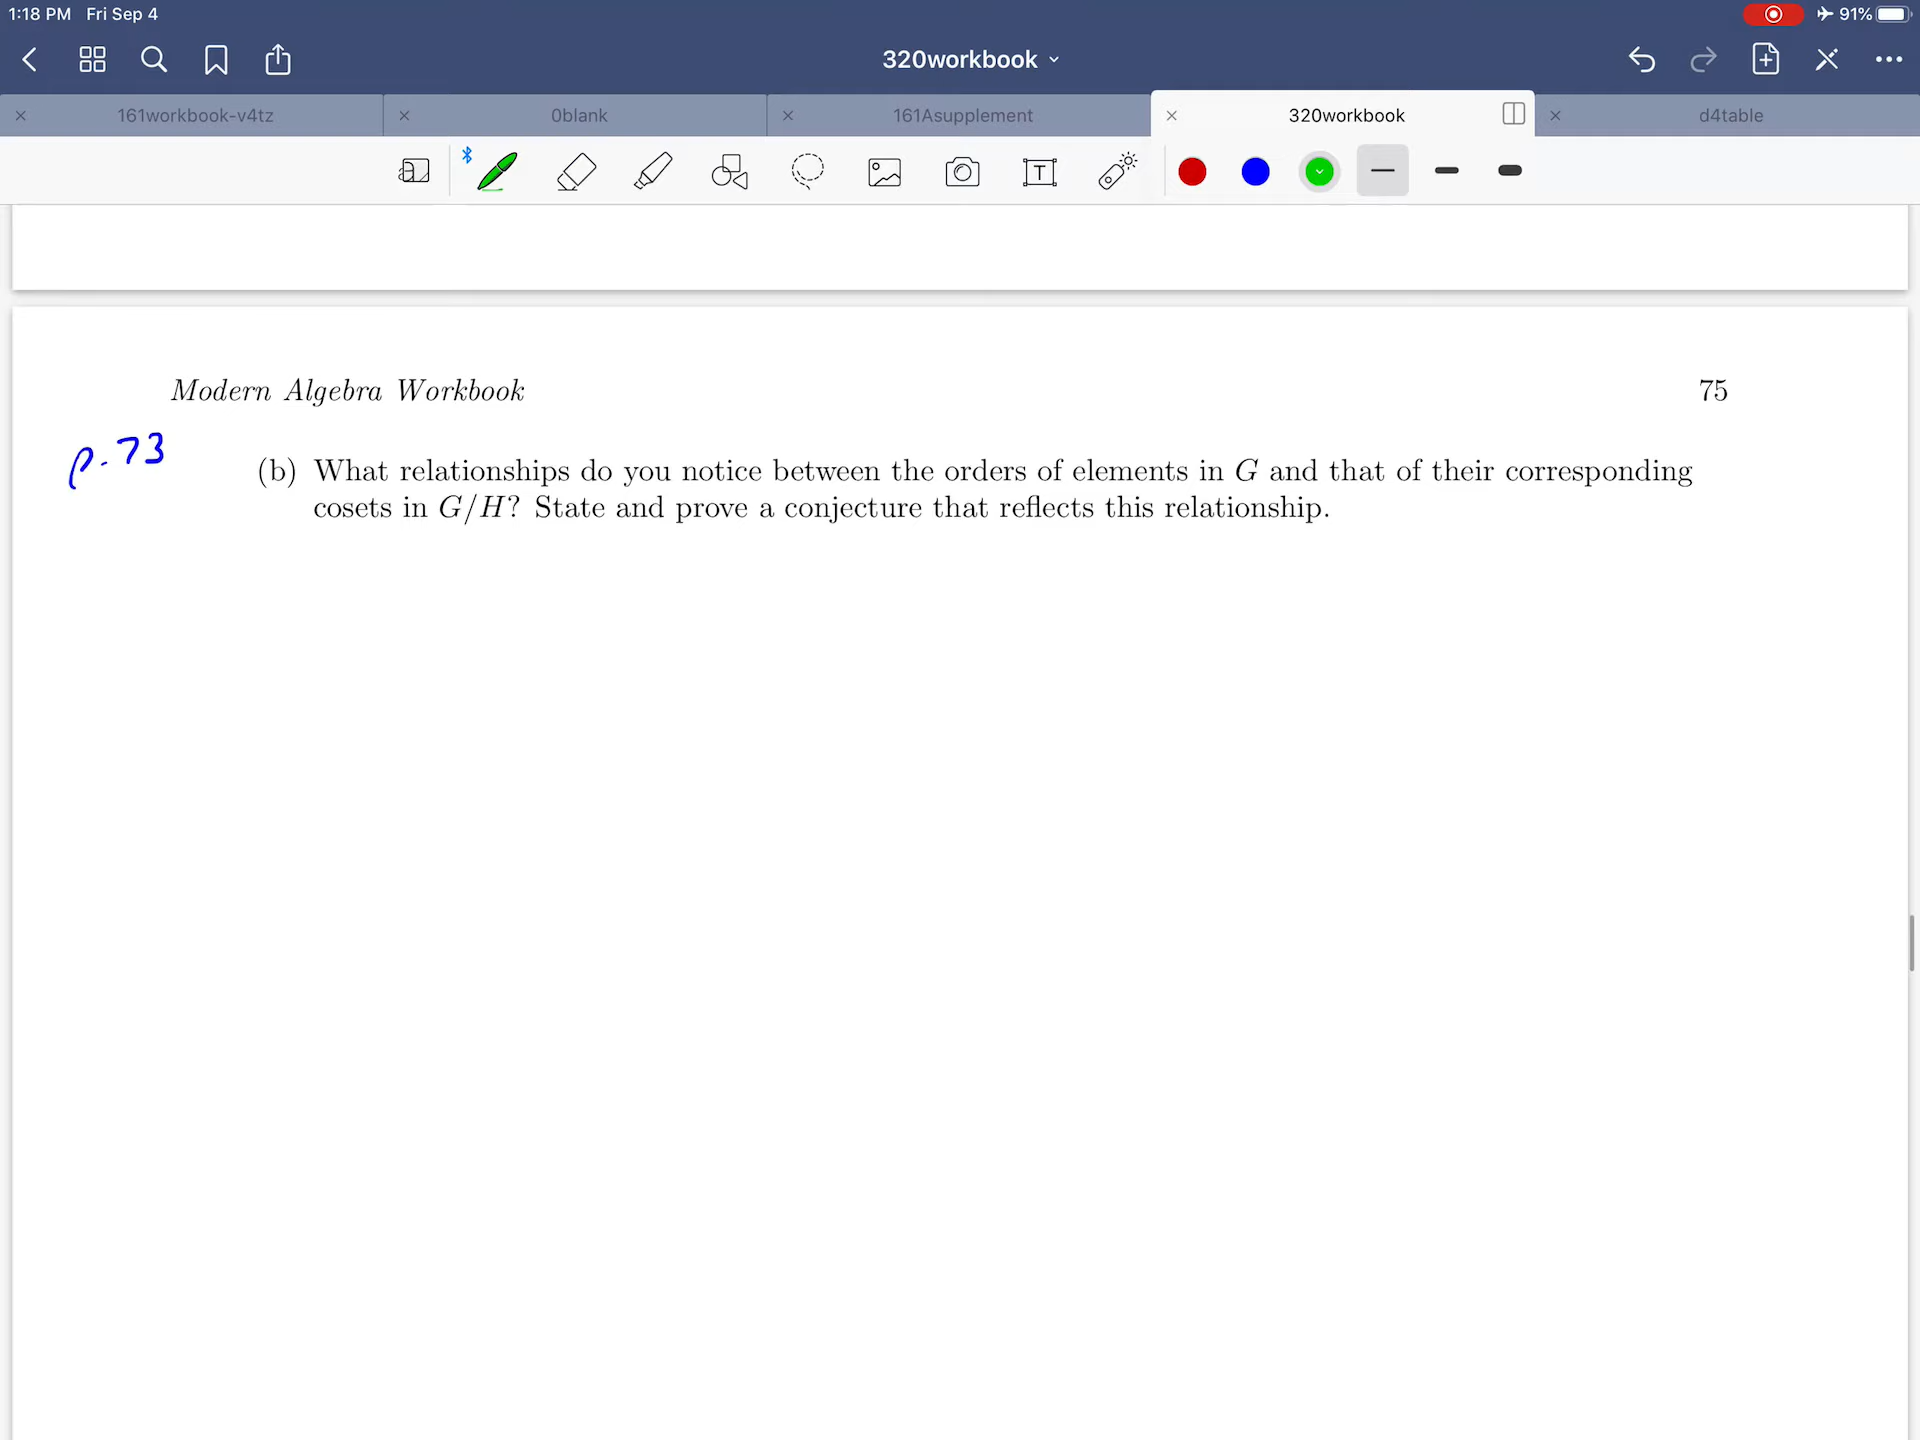 1:18 PM Fri Sep 4
91%
320workbook
161workbook-v4tz
0blank
161Asupplement
320workbook
d4table
Modern Algebra Workbook 75
p.73
(b) What relationships do you notice between the orders of elements in G and that of their corresponding
cosets in G/H? State and prove a conjecture that reflects this relationship.